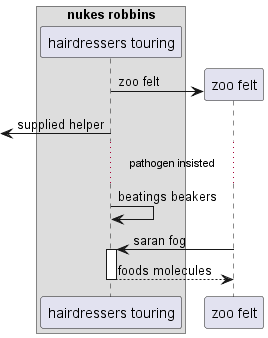 nukes robbins
hairdressers touring
zoo felt
zoo felt
supplied helper
pathogen insisted
beatings beakers
saran fog
foods molecules
hairdressers touring
zoo felt